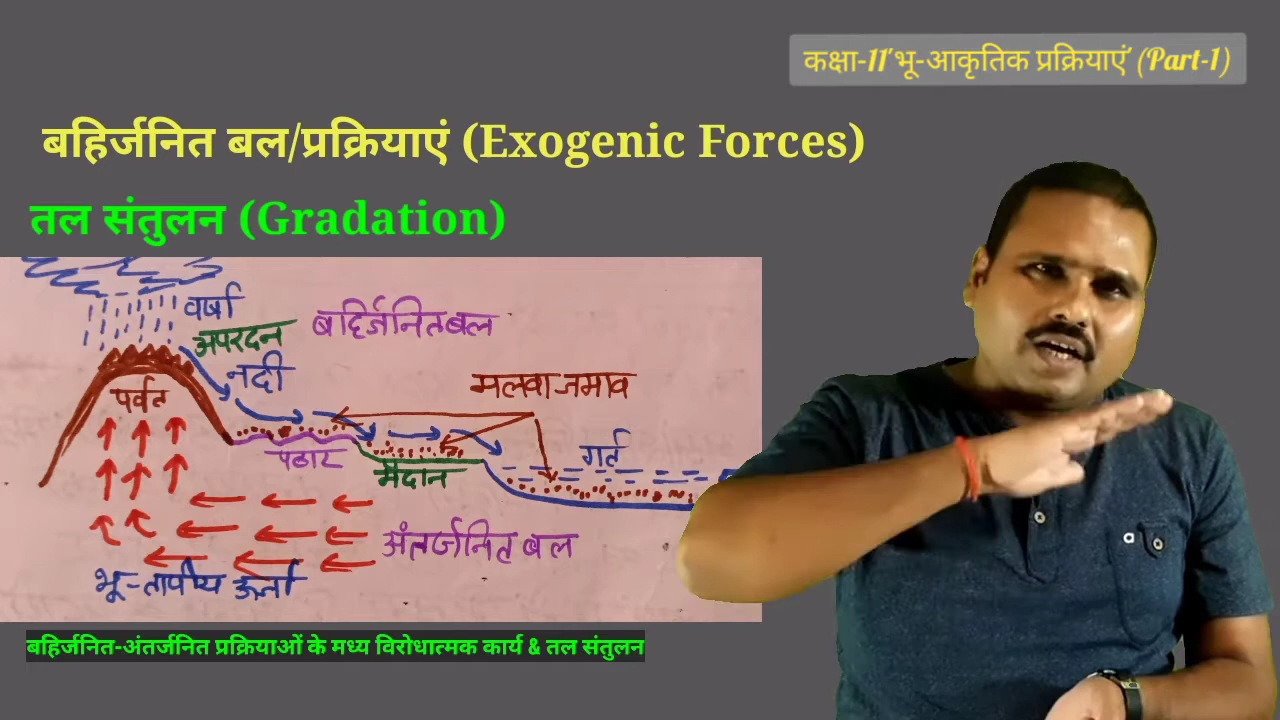 कक्षा-11'भू-आकृतिक प्रक्रियाएं' (Part-1)
बहिर्जनित बल/प्रक्रियाएं (Exogenic Forces)
तल संतुलन (Gradation)
वर्षा
अपरदन
बहिर्जनित बल
नदी
मलवा जमाव
पर्वत
पठार
मैदान
गर्त
अंतर्जनित बल
भू-तापीय ऊर्जा
बहिर्जनित-अंतर्जनित प्रक्रियाओं के मध्य विरोधात्मक कार्य & तल संतुलन
a